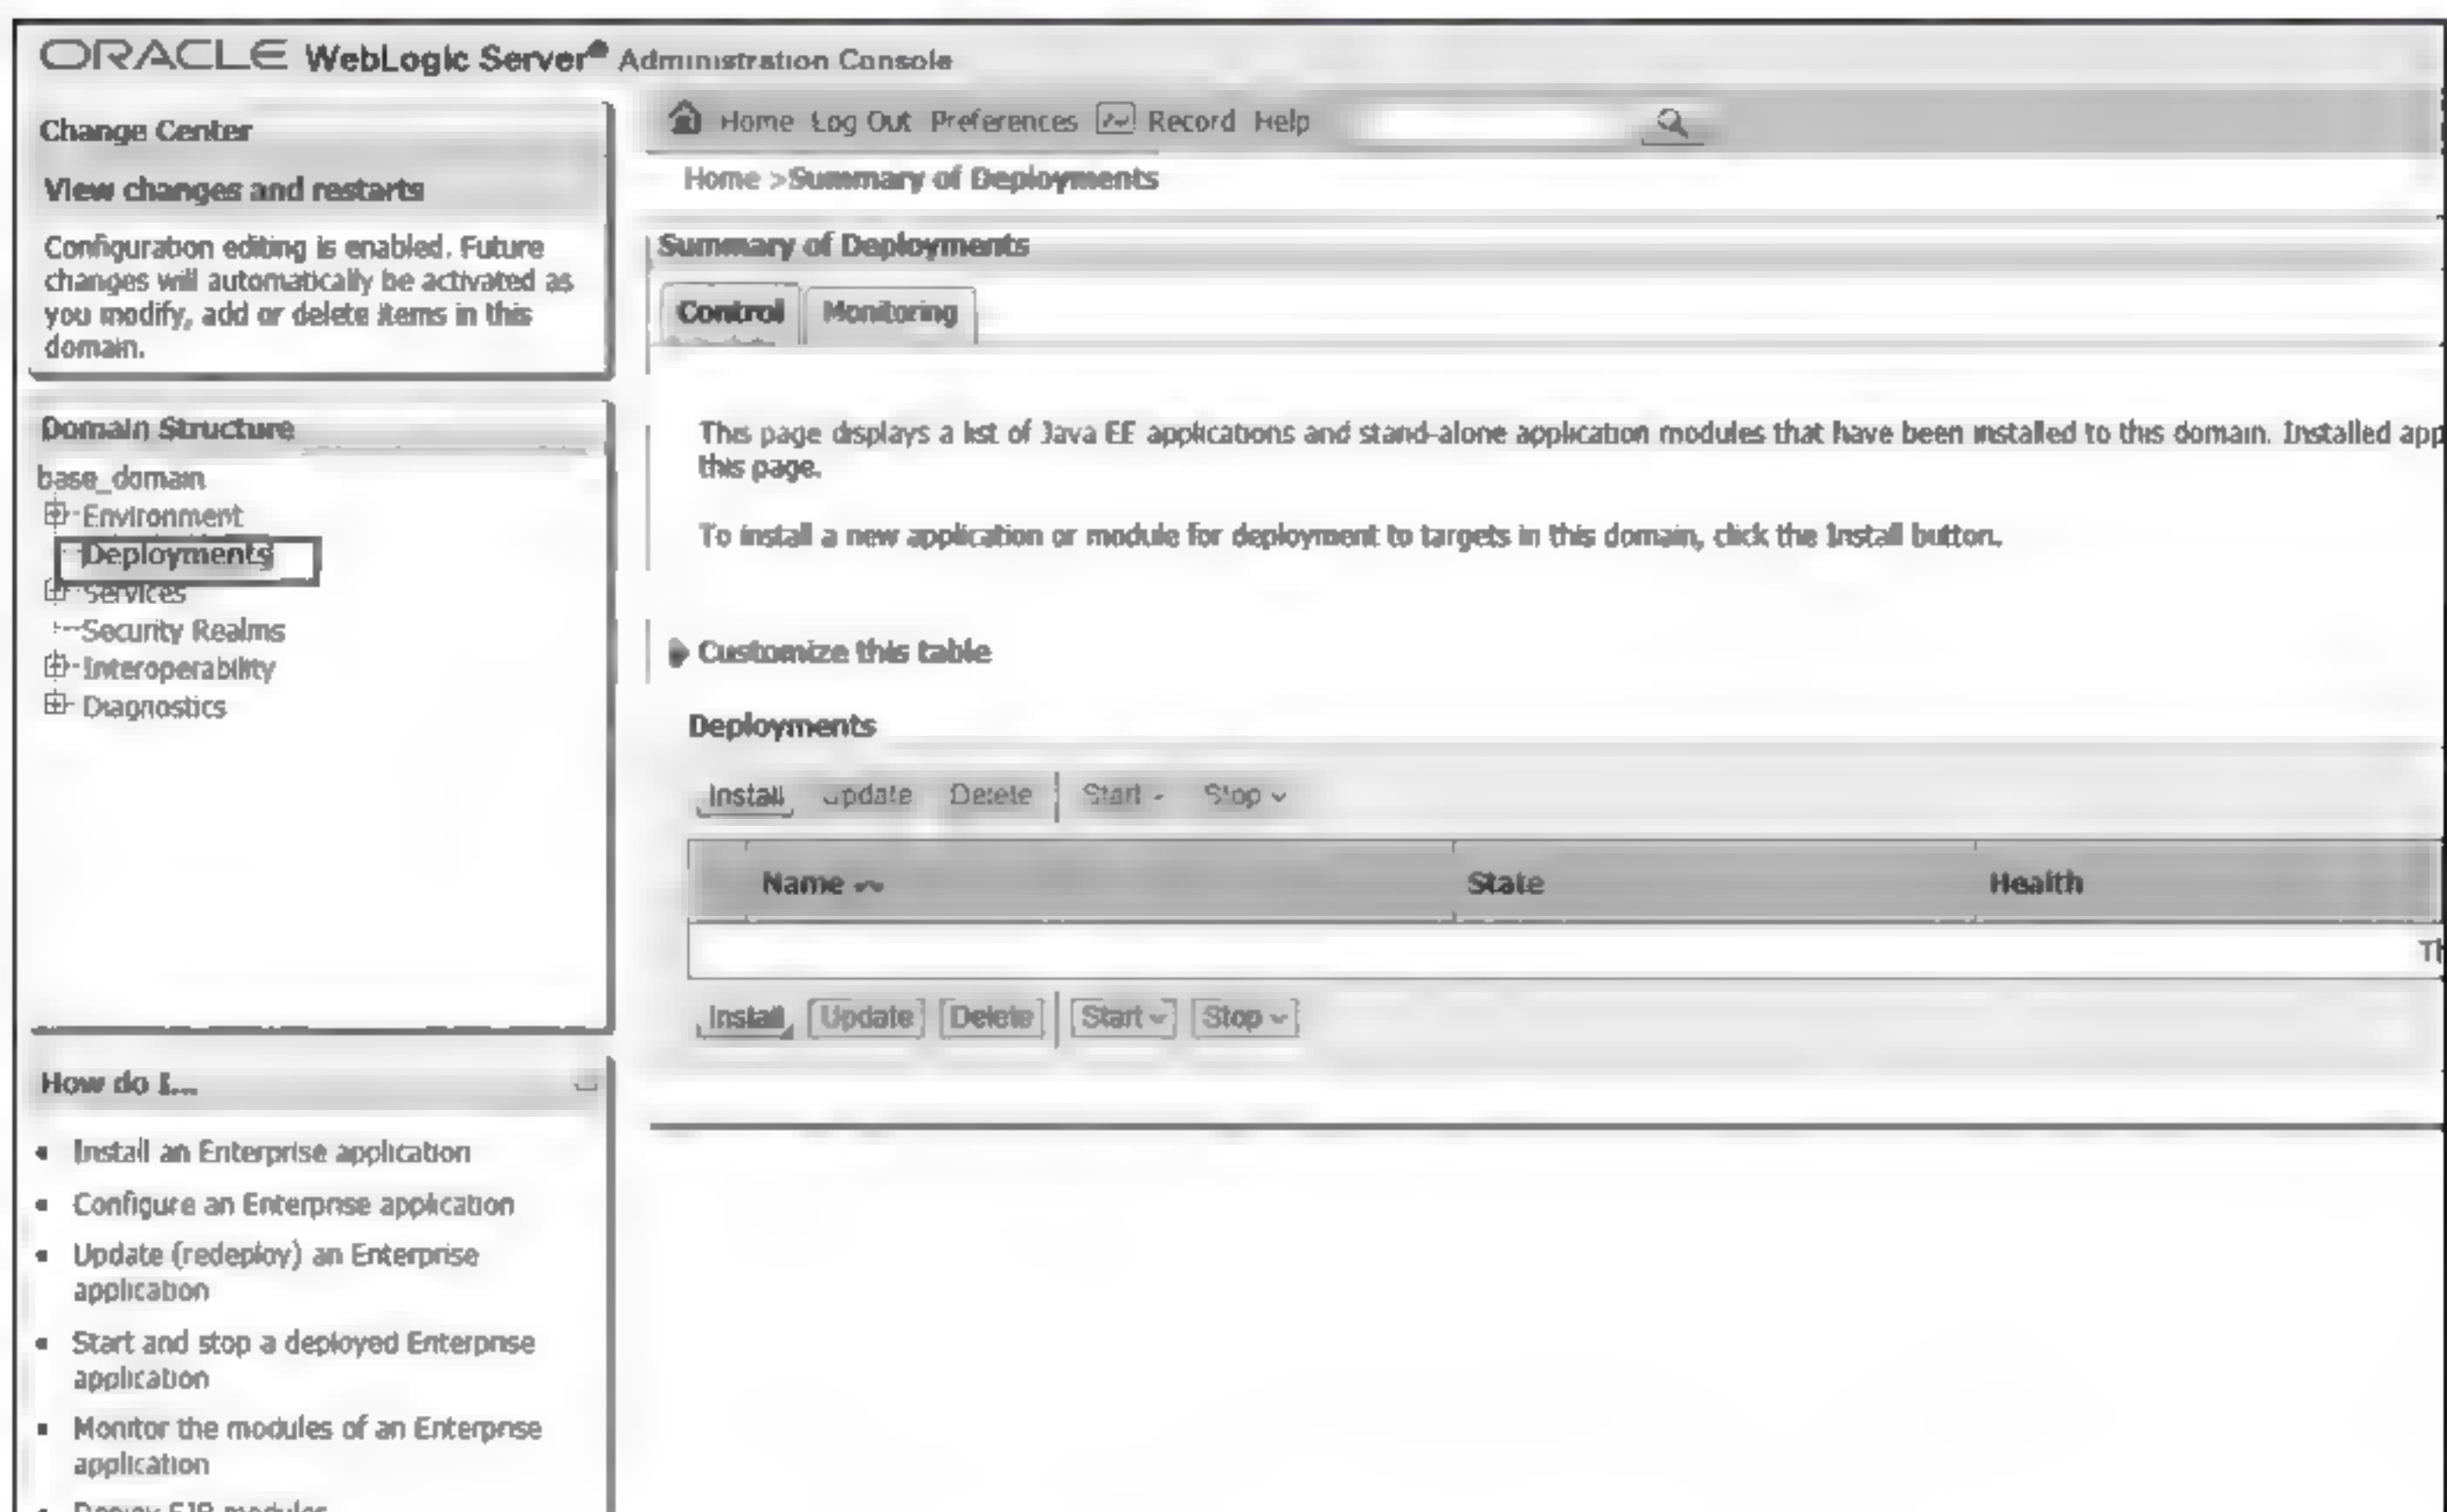 ORACLE WebLogic Server® Administration Console
Change Center
View changes and restarts
Configuration editing is enabled. Future
changes will automatically be activated as
you modify, add or delete items in this
domain.
Domain Structure
base_domain
Environment
Deployments
Services
Security Realms
Interoperability
Diagnostics
How do I...
Install an Enterprise application
Configure an Enterprise application
Update (redeploy) an Enterprise
application
Start and stop a deployed Enterprise
application
Monitor the modules of an Enterprise
application
Deploy EJB modules
Home Log Out Preferences Record Help
Home >Summary of Deployments
Summary of Deployments
Control Monitoring
This page displays a list of Java EE applications and stand-alone application modules that have been installed to this domain. Installed app
this page.
To install a new application or module for deployment to targets in this domain, click the Install button.
Customize this table
Deployments
Install Update Delete Start Stop
Name State Health
Th
Install Update Delete Start Stop